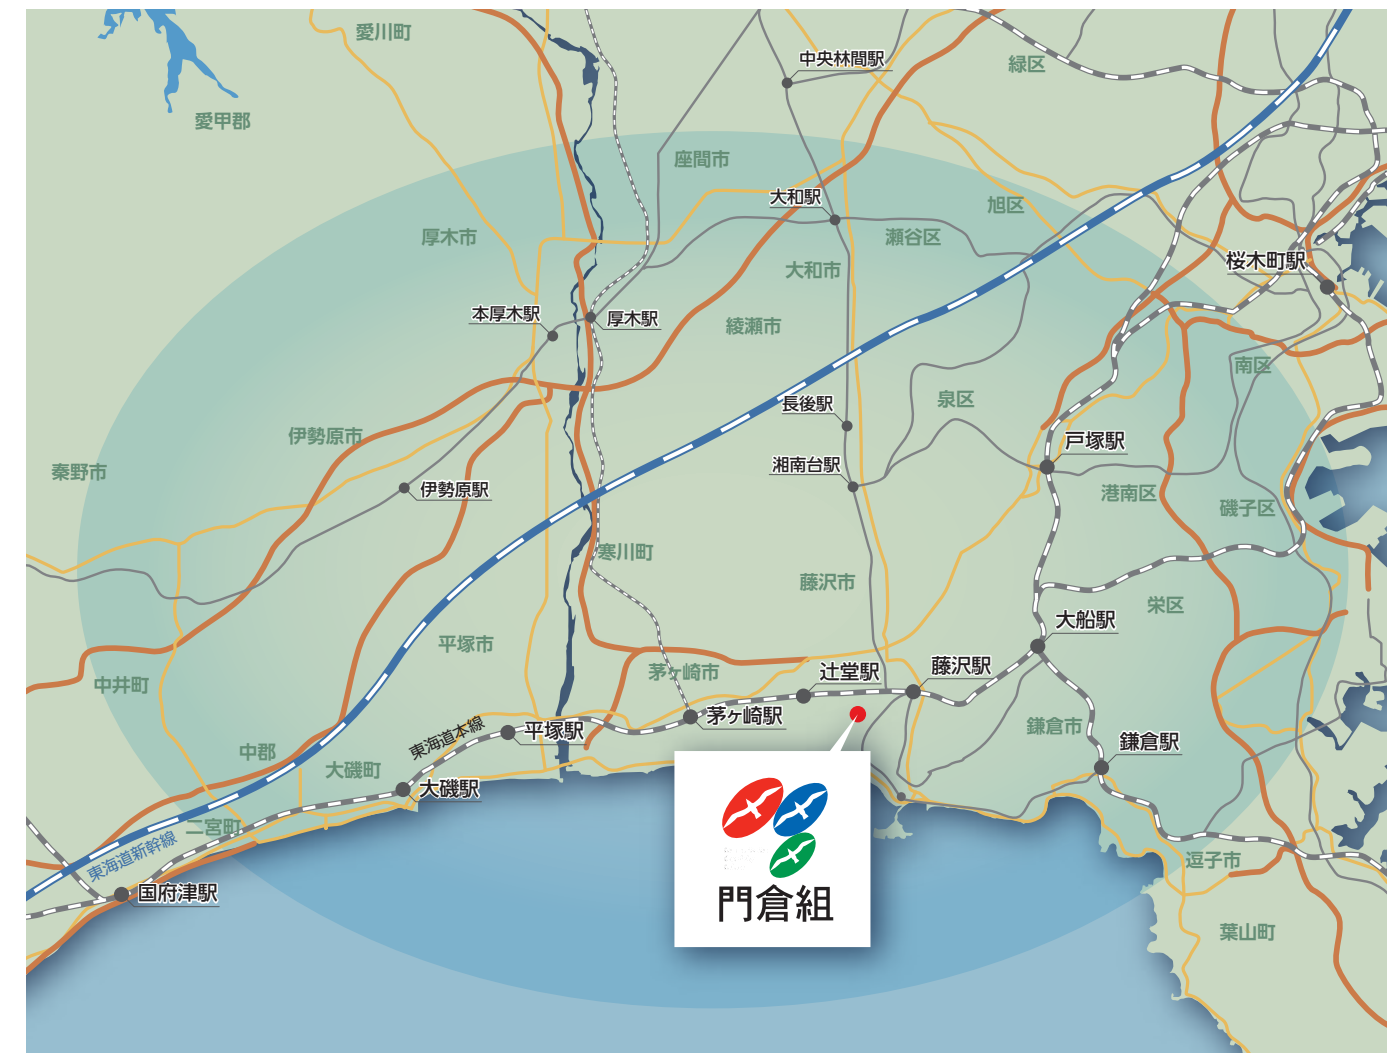 愛川町
中央林間駅
緑区
愛甲郡
座間市
大和駅
旭区
厚木市
瀬谷区
桜木町駅
大和市
本厚木駅
厚木駅
綾瀬市
南区
長後駅
泉区
伊勢原市
戸塚駅
秦野市
湘南台駅
伊勢原駅
港南区
磯子区
寒川町
藤沢市
栄区
大船駅
平塚市
茅ヶ崎市
辻堂駅
藤沢駅
中井町
茅ヶ崎駅
鎌倉市
平塚駅
東海道本線
鎌倉駅
中郡
大磯町
大磯駅
二宮町
東海道新幹線
逗子市
国府津駅
門倉組
葉山町